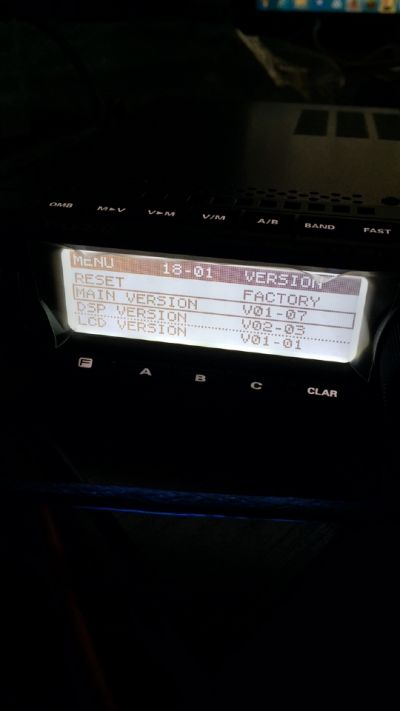 QMB M▶V V▶M V/M A/B BAND FAST
MENU 18-01 VERSION
RESET FACTORY
MAIN VERSION V01-07
DSP VERSION V02-03
LCD VERSION V01-01
F A B C CLAR